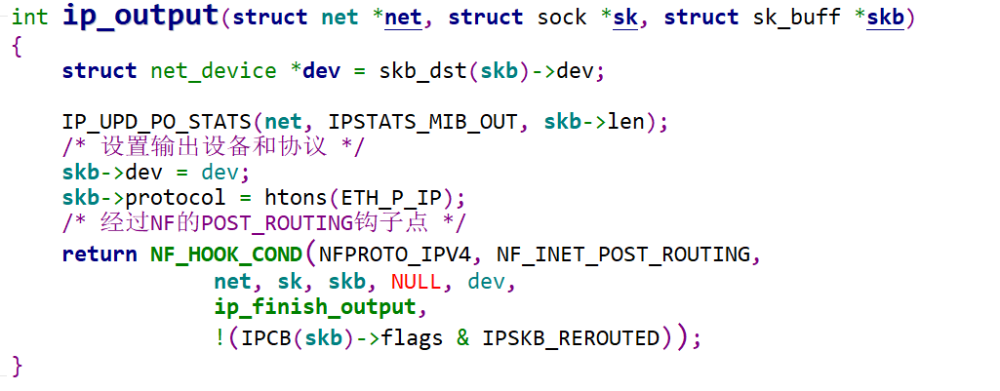 int ip_output(struct net *net, struct sock *sk, struct sk_buff *skb)
{
    struct net_device *dev = skb_dst(skb)->dev;

    IP_UPD_PO_STATS(net, IPSTATS_MIB_OUT, skb->len);
    /* 设置输出设备和协议 */
    skb->dev = dev;
    skb->protocol = htons(ETH_P_IP);
    /* 经过NF的POST_ROUTING钩子点 */
    return NF_HOOK_COND(NFPROTO_IPV4, NF_INET_POST_ROUTING,
                net, sk, skb, NULL, dev,
                ip_finish_output,
                !(IPCB(skb)->flags & IPSKB_REROUTED));
}